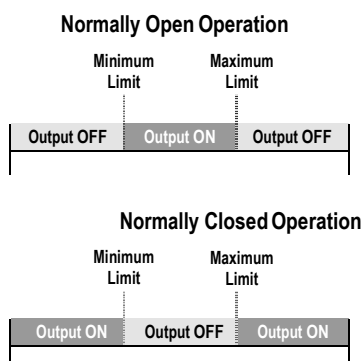 Normally Open Operation
Minimum Maximum
Limit Limit
Output OFF Output ON Output OFF
Normally Closed Operation
Minimum Maximum
Limit Limit
Output ON Output OFF Output ON